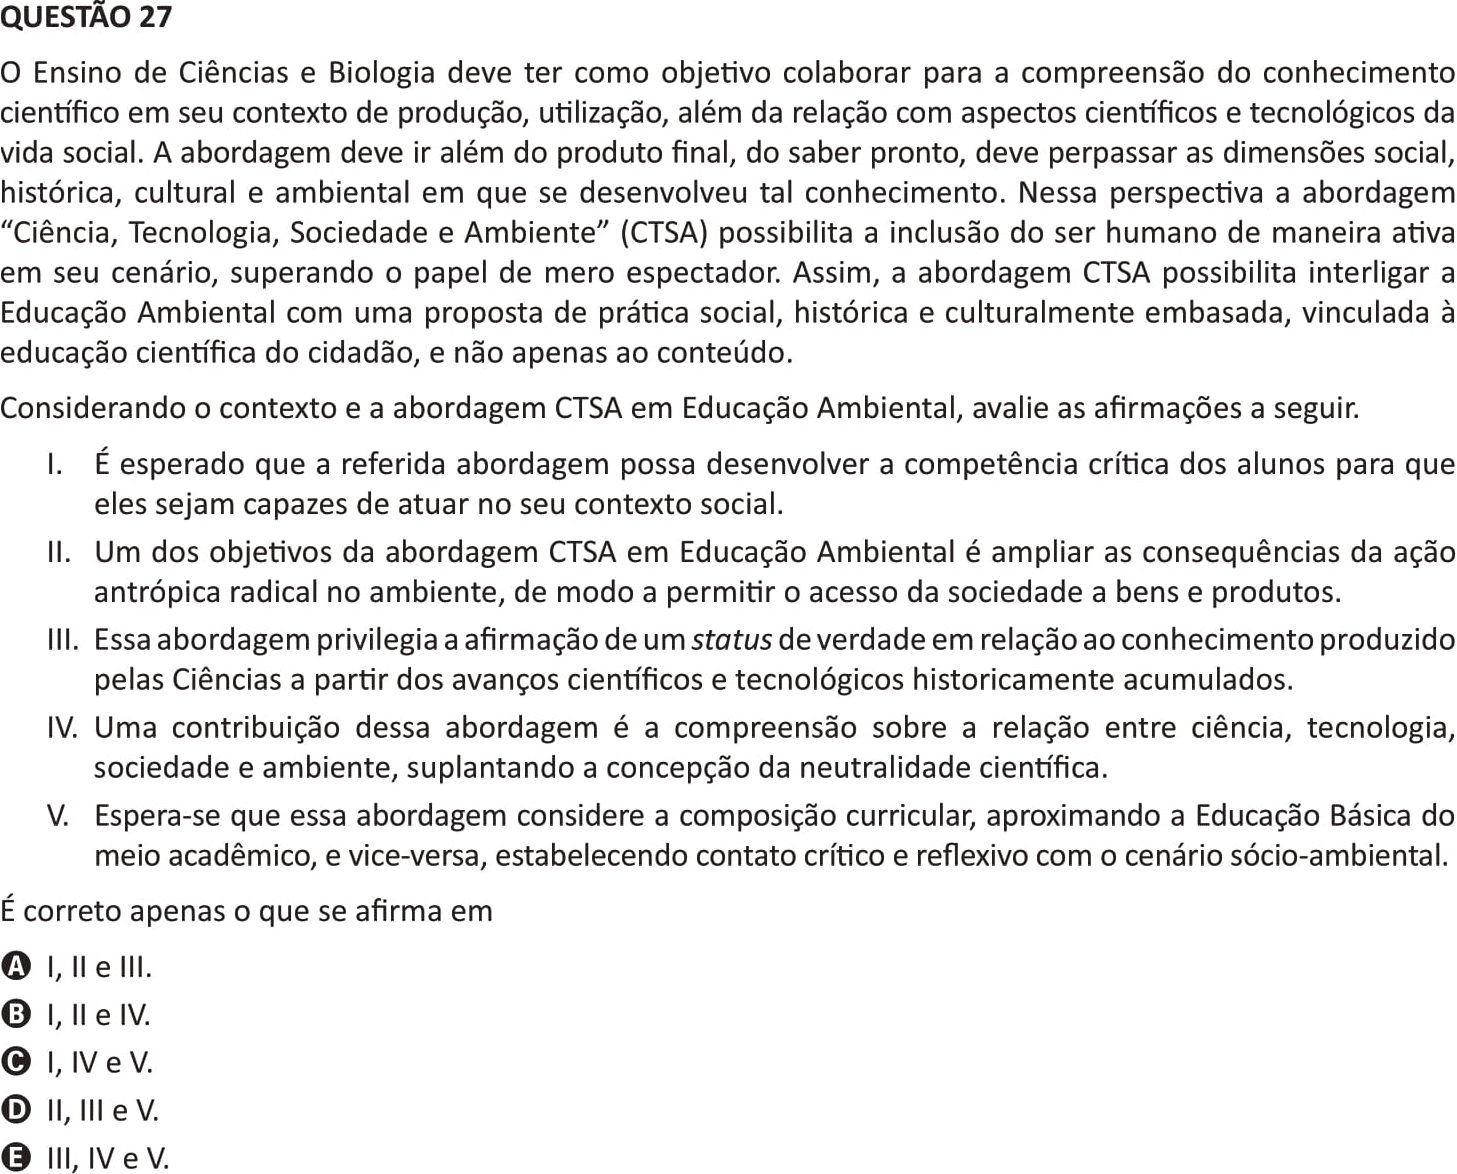 QUESTÃO 27
O Ensino de Ciências e Biologia deve ter como objetivo colaborar para a compreensão do conhecimento
científico em seu contexto de produção, utilização, além da relação com aspectos científicos e tecnológicos da
vida social. A abordagem deve ir além do produto final, do saber pronto, deve perpassar as dimensões social,
histórica, cultural e ambiental em que se desenvolveu tal conhecimento. Nessa perspectiva a abordagem
“Ciência, Tecnologia, Sociedade e Ambiente” (CTSA) possibilita a inclusão do ser humano de maneira ativa
em seu cenário, superando o papel de mero espectador. Assim, a abordagem CTSA possibilita interligar a
Educação Ambiental com uma proposta de prática social, histórica e culturalmente embasada, vinculada à
educação científica do cidadão, e não apenas ao conteúdo.
Considerando o contexto e a abordagem CTSA em Educação Ambiental, avalie as afirmações a seguir.
I. É esperado que a referida abordagem possa desenvolver a competência crítica dos alunos para que
eles sejam capazes de atuar no seu contexto social.
II. Um dos objetivos da abordagem CTSA em Educação Ambiental é ampliar as consequências da ação
antrópica radical no ambiente, de modo a permitir o acesso da sociedade a bens e produtos.
III. Essa abordagem privilegia a afirmação de um status de verdade em relação ao conhecimento produzido
pelas Ciências a partir dos avanços científicos e tecnológicos historicamente acumulados.
IV. Uma contribuição dessa abordagem é a compreensão sobre a relação entre ciência, tecnologia,
sociedade e ambiente, suplantando a concepção da neutralidade científica.
V. Espera-se que essa abordagem considere a composição curricular, aproximando a Educação Básica do
meio acadêmico, e vice-versa, estabelecendo contato crítico e reflexivo com o cenário sócio-ambiental.
É correto apenas o que se afirma em
A I, II e III.
B I, II e IV.
C I, IV e V.
D II, III e V.
E III, IV e V.